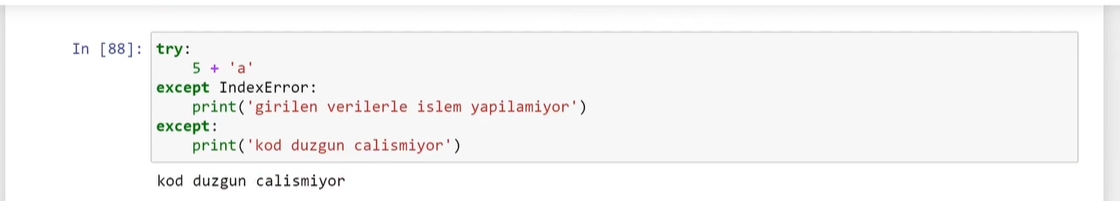 In [88]: try:
    5 + 'a'
except IndexError:
    print('girilen verilerle islem yapilamiyor')
except:
    print('kod duzgun calismiyor')
kod duzgun calismiyor